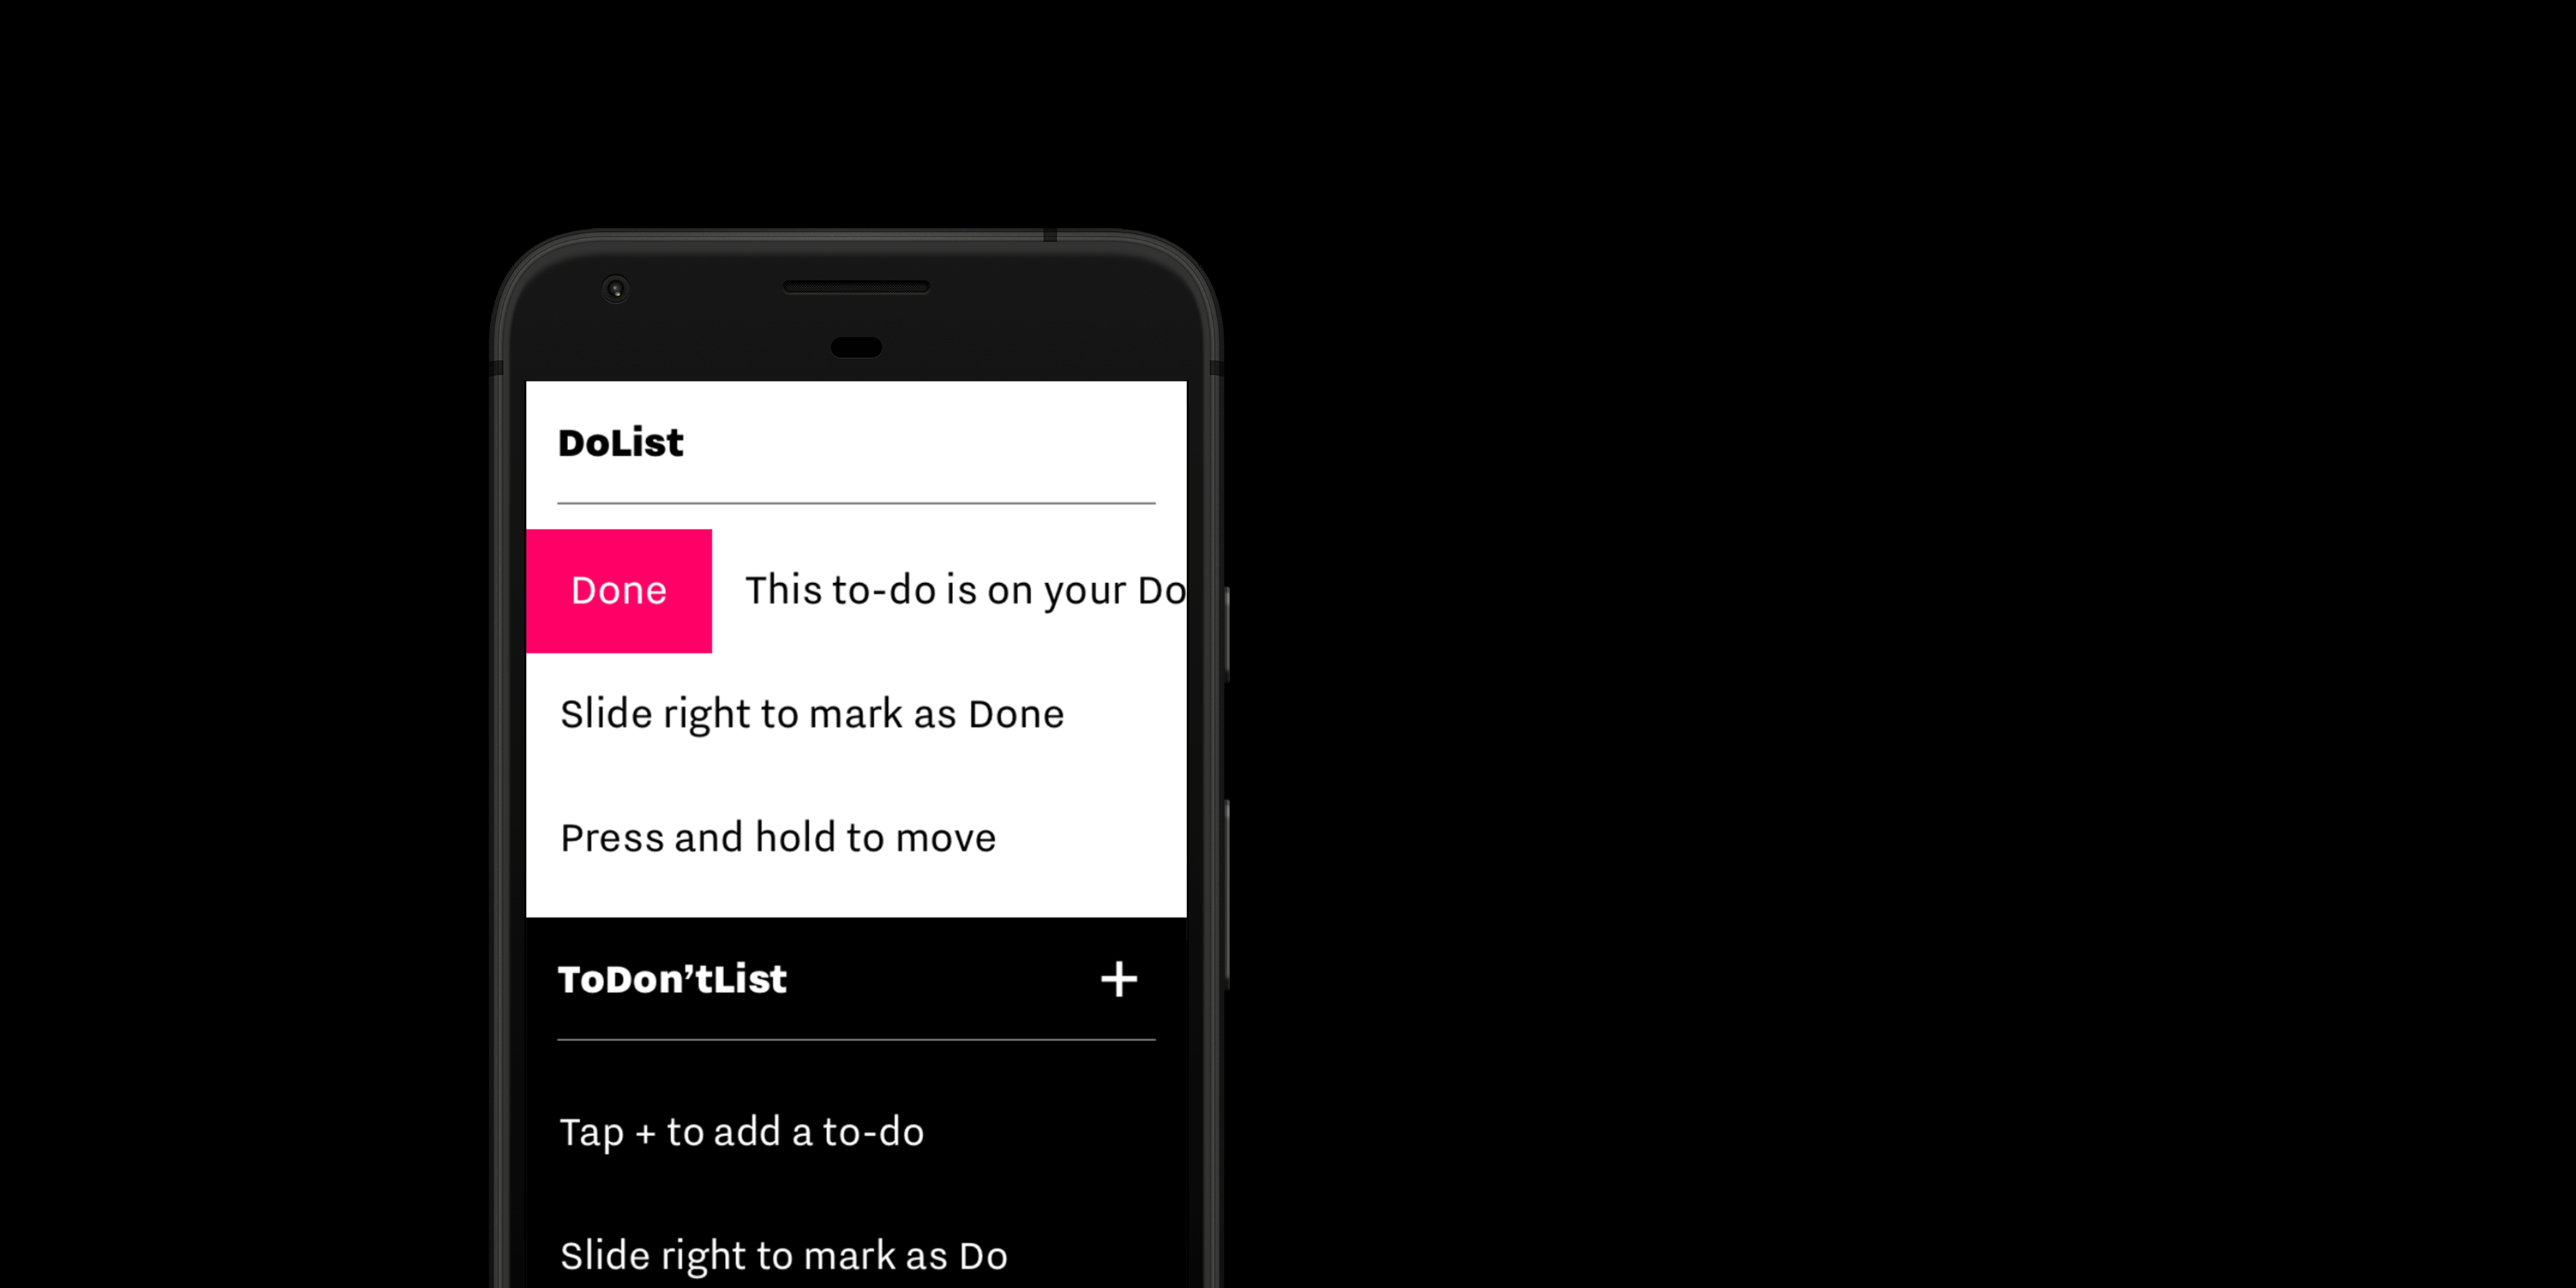 DoList
Done
This to-do is on your Do
Slide right to mark as Done
Press and hold to move
ToDon’tList
+
Tap + to add a to-do
Slide right to mark as Do